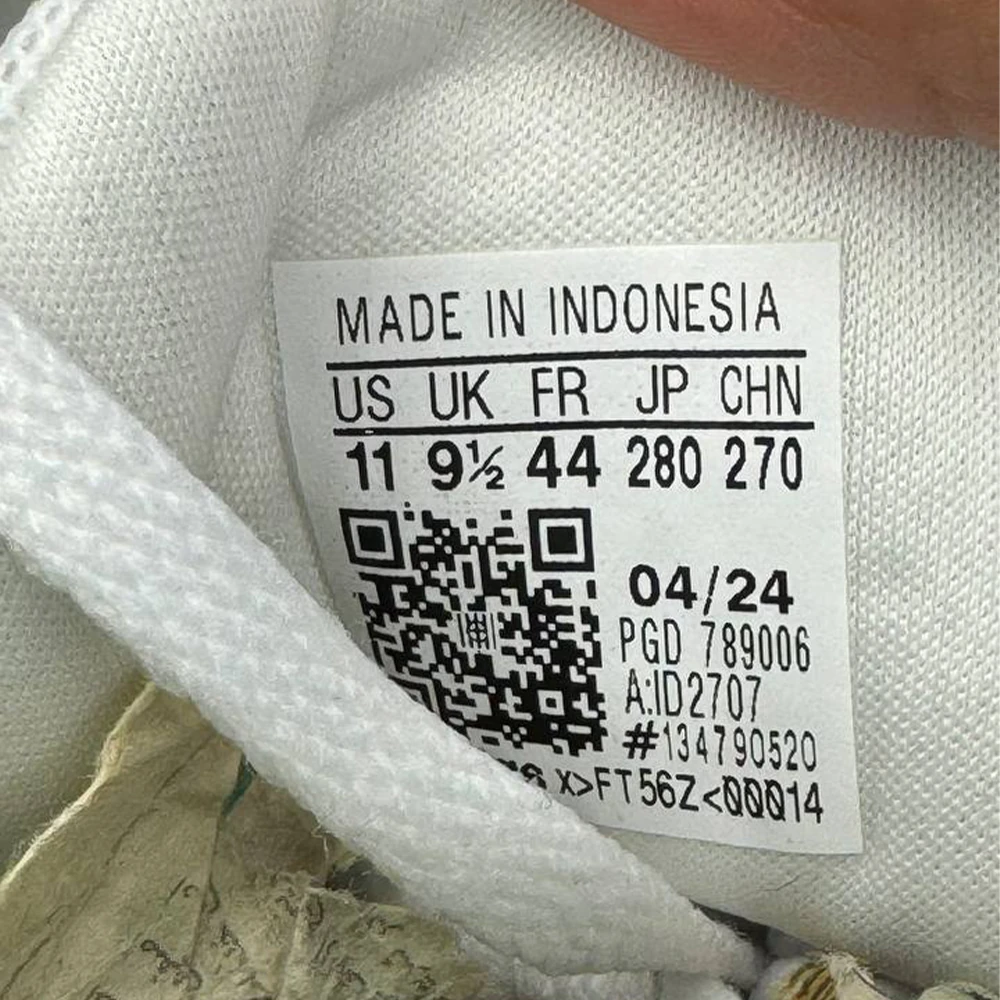 MADE IN INDONESIA
US UK FR JP CHN
11 9½ 44 280 270
04/24
PGD 789006
A:ID2707
#134790520
X>FT56Z<00014